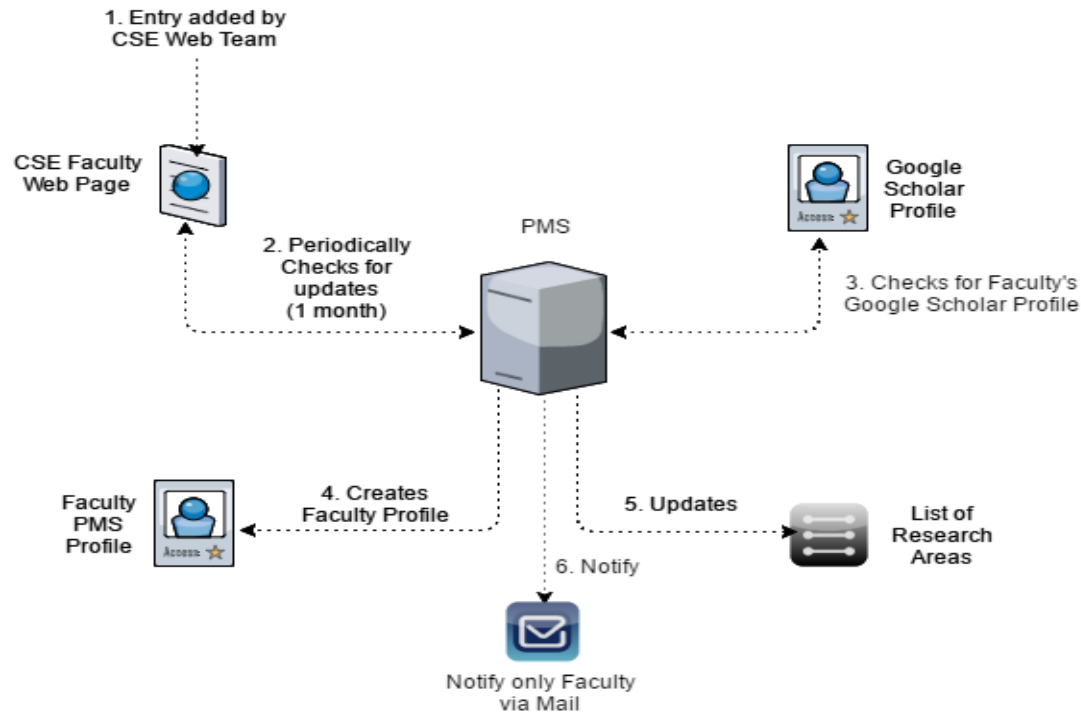 1. Entry added by
CSE Web Team
CSE Faculty
Web Page
2. Periodically
Checks for
updates
(1 month)
PMS
Access
Google
Scholar
Profile
3. Checks for Faculty's
Google Scholar Profile
Faculty
PMS
Profile
Access
4. Creates
Faculty Profile
5. Updates
List of
Research
Areas
6. Notify
Notify only Faculty
via Mail